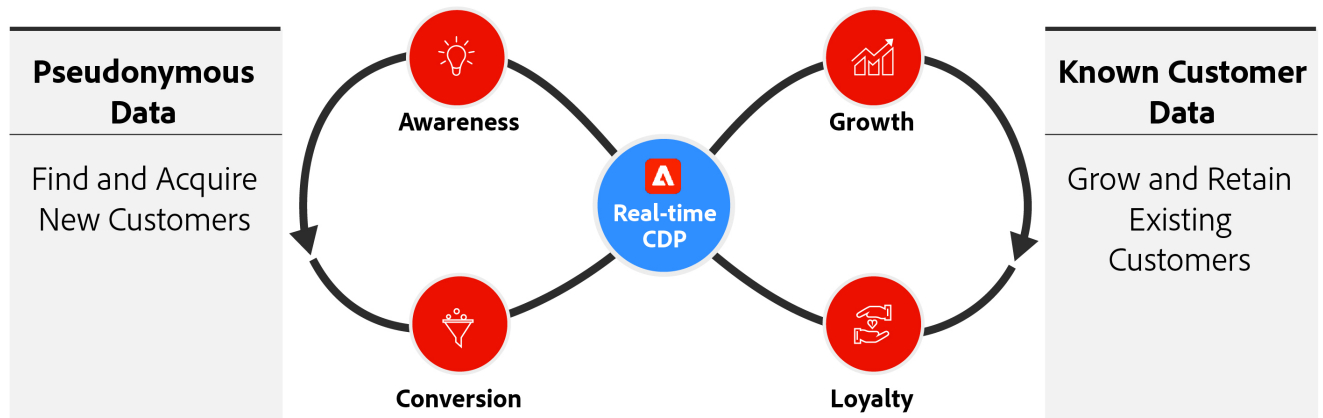 Pseudonymous
Data
Find and Acquire
New Customers
Awareness
Conversion
Real-time
CDP
Growth
Loyalty
Known Customer
Data
Grow and Retain
Existing
Customers